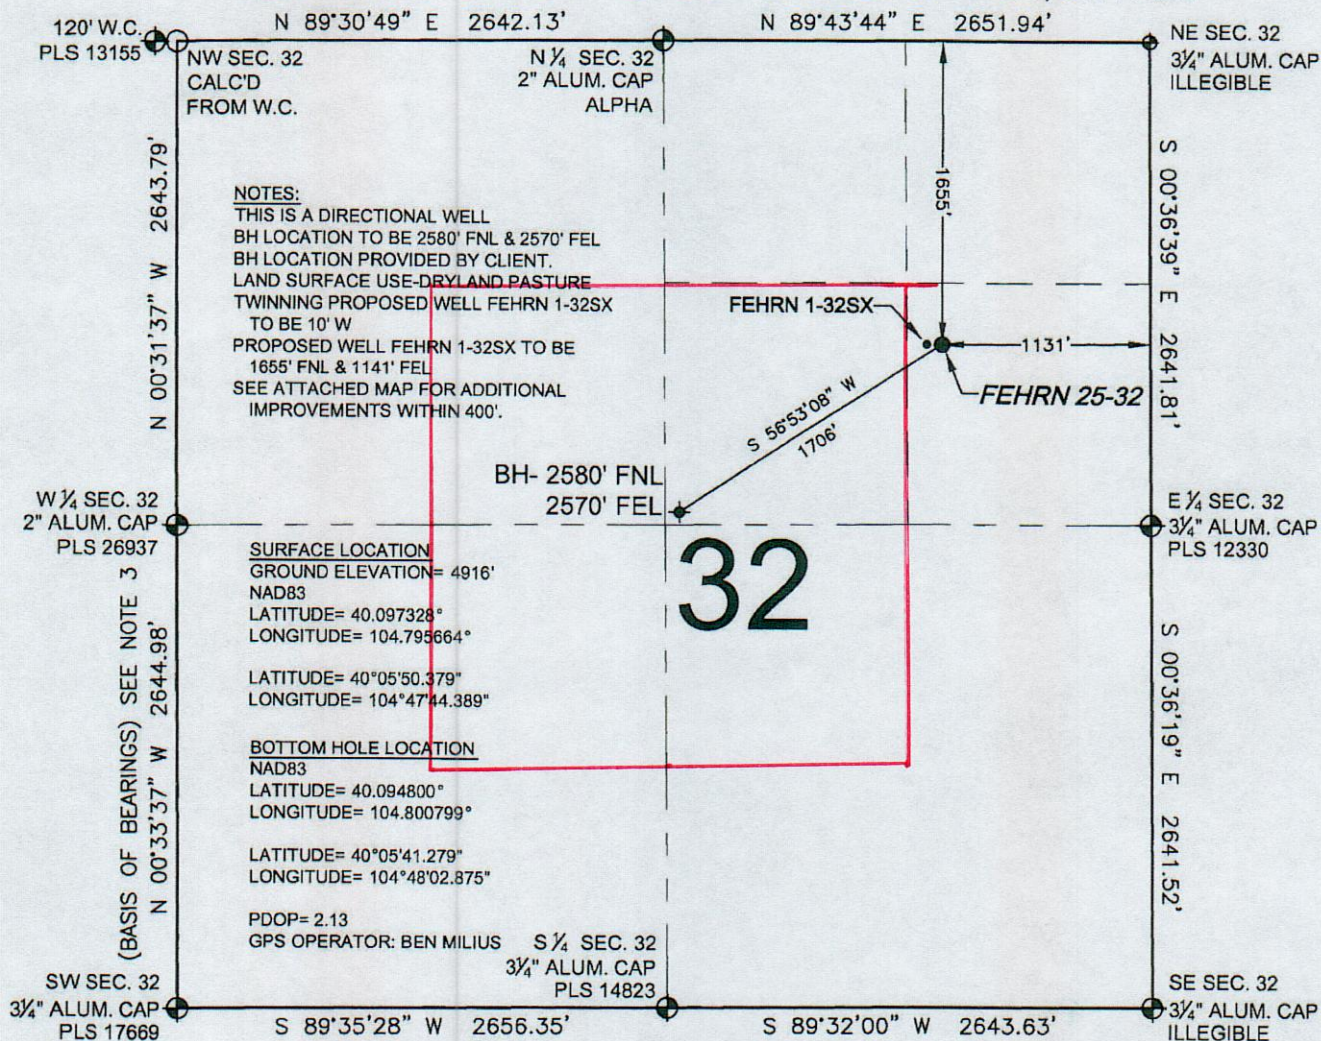 N 89°30'49" E 2642.13'
N 89°43'44" E 2651.94'
120' W.C.
PLS 13155
NW SEC. 32
CALC'D
FROM W.C.
N ¼ SEC. 32
2" ALUM. CAP
ALPHA
NE SEC. 32
3¼" ALUM. CAP
ILLEGIBLE
N 00°31'37" W 2643.79'
S 00°36'39" E 2641.81'
1655'
NOTES:
THIS IS A DIRECTIONAL WELL
BH LOCATION TO BE 2580' FNL & 2570' FEL
BH LOCATION PROVIDED BY CLIENT.
LAND SURFACE USE-DRYLAND PASTURE
TWINNING PROPOSED WELL FEHRN 1-32SX
TO BE 10' W
PROPOSED WELL FEHRN 1-32SX TO BE
1655' FNL & 1141' FEL
SEE ATTACHED MAP FOR ADDITIONAL
IMPROVEMENTS WITHIN 400'.
FEHRN 1-32SX
1131'
FEHRN 25-32
S 56°53'08" W
1706'
BH- 2580' FNL
2570' FEL
W ¼ SEC. 32
2" ALUM. CAP
PLS 26937
E ¼ SEC. 32
3¼" ALUM. CAP
PLS 12330
32
SURFACE LOCATION
GROUND ELEVATION= 4916'
NAD83
LATITUDE= 40.097328°
LONGITUDE= 104.795664°
LATITUDE= 40°05'50.379"
LONGITUDE= 104°47'44.389"
BOTTOM HOLE LOCATION
NAD83
LATITUDE= 40.094800°
LONGITUDE= 104.800799°
LATITUDE= 40°05'41.279"
LONGITUDE= 104°48'02.875"
PDOP= 2.13
GPS OPERATOR: BEN MILIUS
(BASIS OF BEARINGS) SEE NOTE 3
N 00°33'37" W 2644.98'
S 00°36'19" E 2641.52'
S ¼ SEC. 32
3¼" ALUM. CAP
PLS 14823
SW SEC. 32
3¼" ALUM. CAP
PLS 17669
SE SEC. 32
3¼" ALUM. CAP
ILLEGIBLE
S 89°35'28" W 2656.35'
S 89°32'00" W 2643.63'